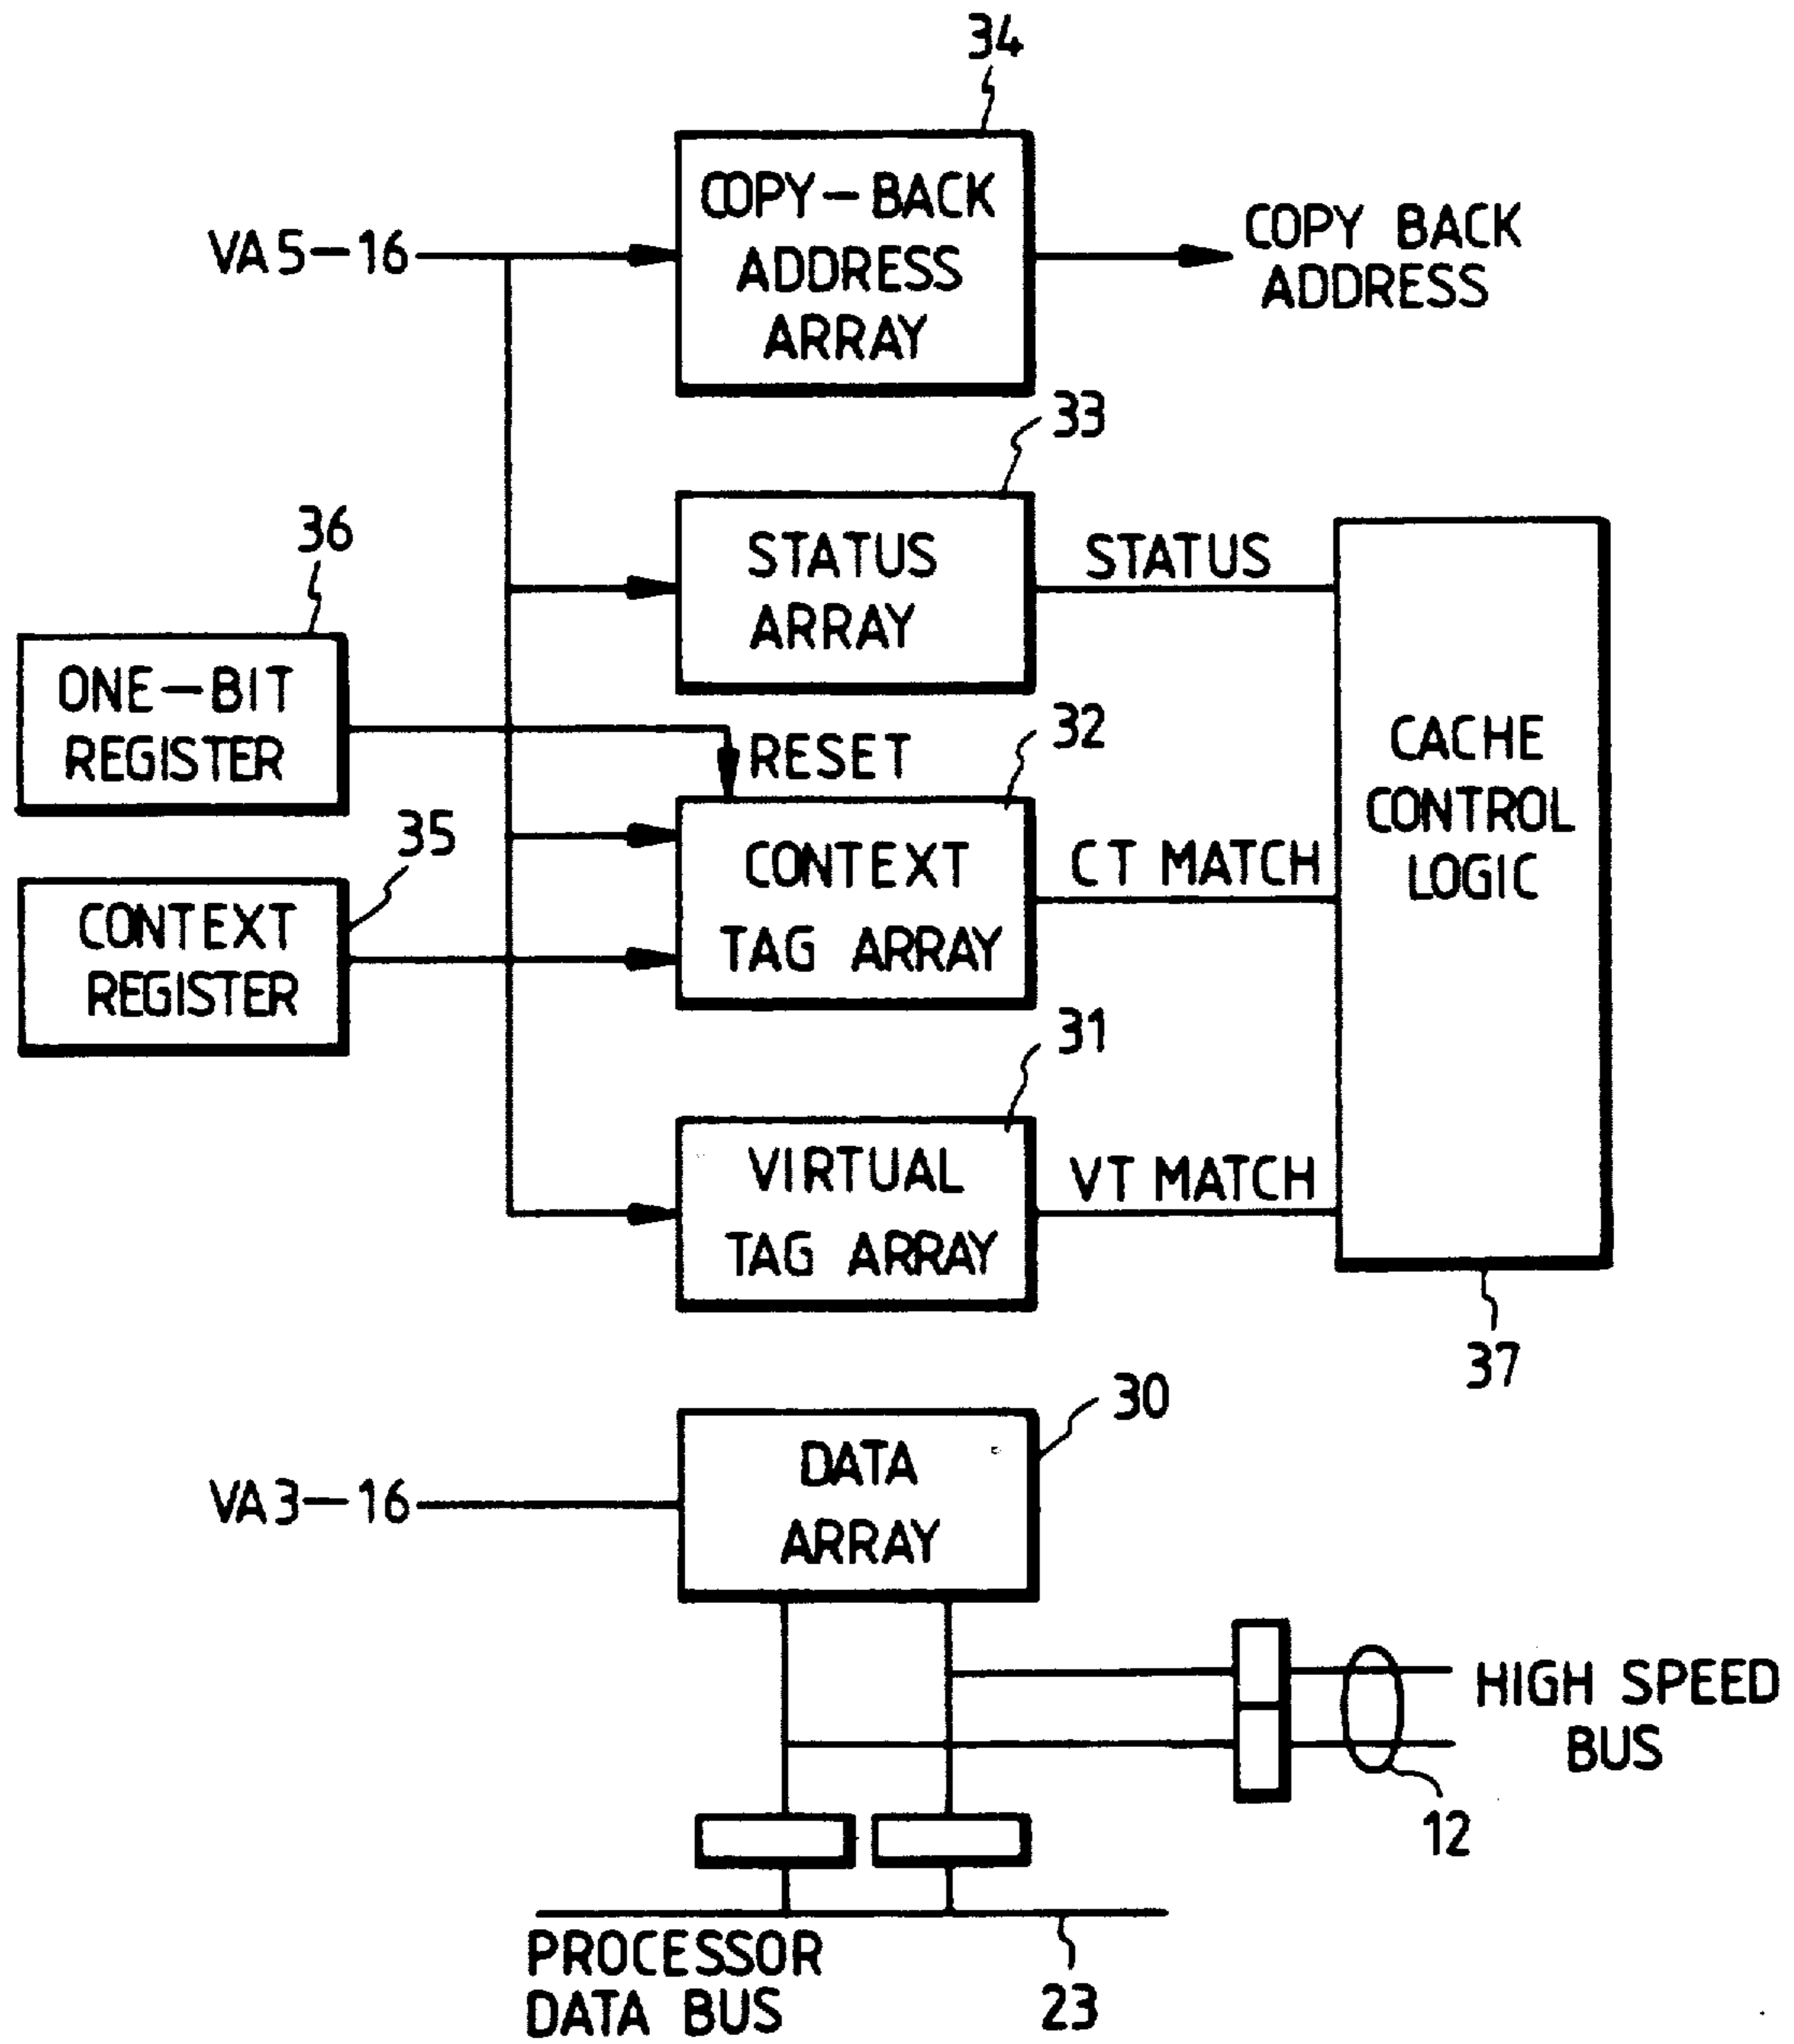 34
COPY-BACK
ADDRESS
ARRAY
VA5-16
COPY BACK
ADDRESS
33
STATUS
ARRAY
STATUS
36
ONE-BIT
REGISTER
RESET
32
CONTEXT
TAG ARRAY
CT MATCH
CACHE
CONTROL
LOGIC
35
CONTEXT
REGISTER
31
VIRTUAL
TAG ARRAY
VT MATCH
37
30
DATA
ARRAY
VA3-16
HIGH SPEED
BUS
12
PROCESSOR
DATA BUS
23